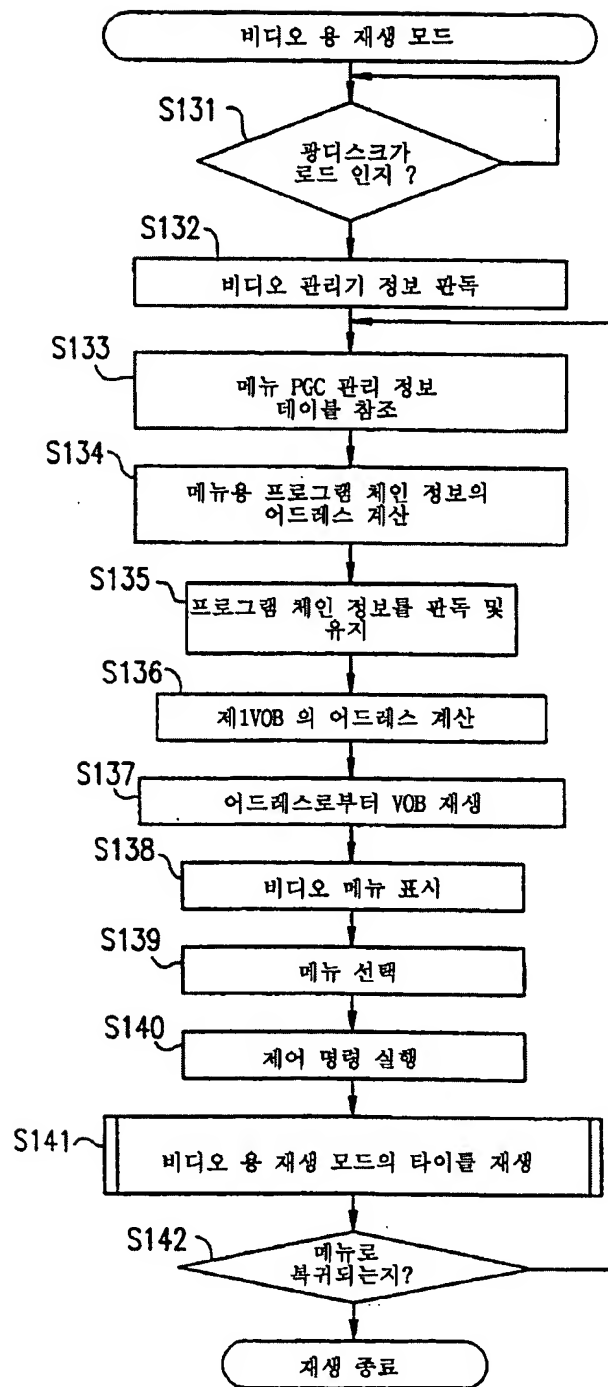 비디오 용 재생 모드
S131
광디스크가
로드 인지 ?
S132
비디오 관리기 정보 판독
S133
메뉴 PGC 관리 정보
테이블 참조
S134
메뉴용 프로그램 체인 정보의
어드레스 계산
S135
프로그램 체인 정보를 판독 및
유지
S136
제1VOB 의 어드레스 계산
S137
어드레스로부터 VOB 재생
S138
비디오 메뉴 표시
S139
메뉴 선택
S140
제어 명령 실행
S141
비디오 용 재생 모드의 타이틀 재생
S142
메뉴로
복귀되는지?
재생 종료